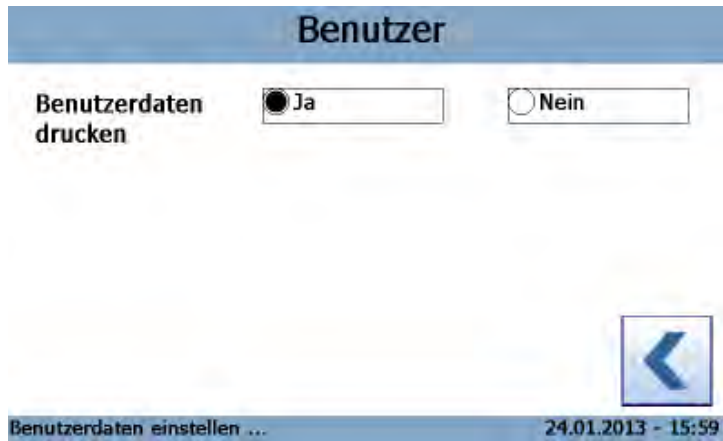 Benutzer
Benutzerdaten
drucken
Ja
Nein
Benutzerdaten einstellen ...
24.01.2013 - 15:59